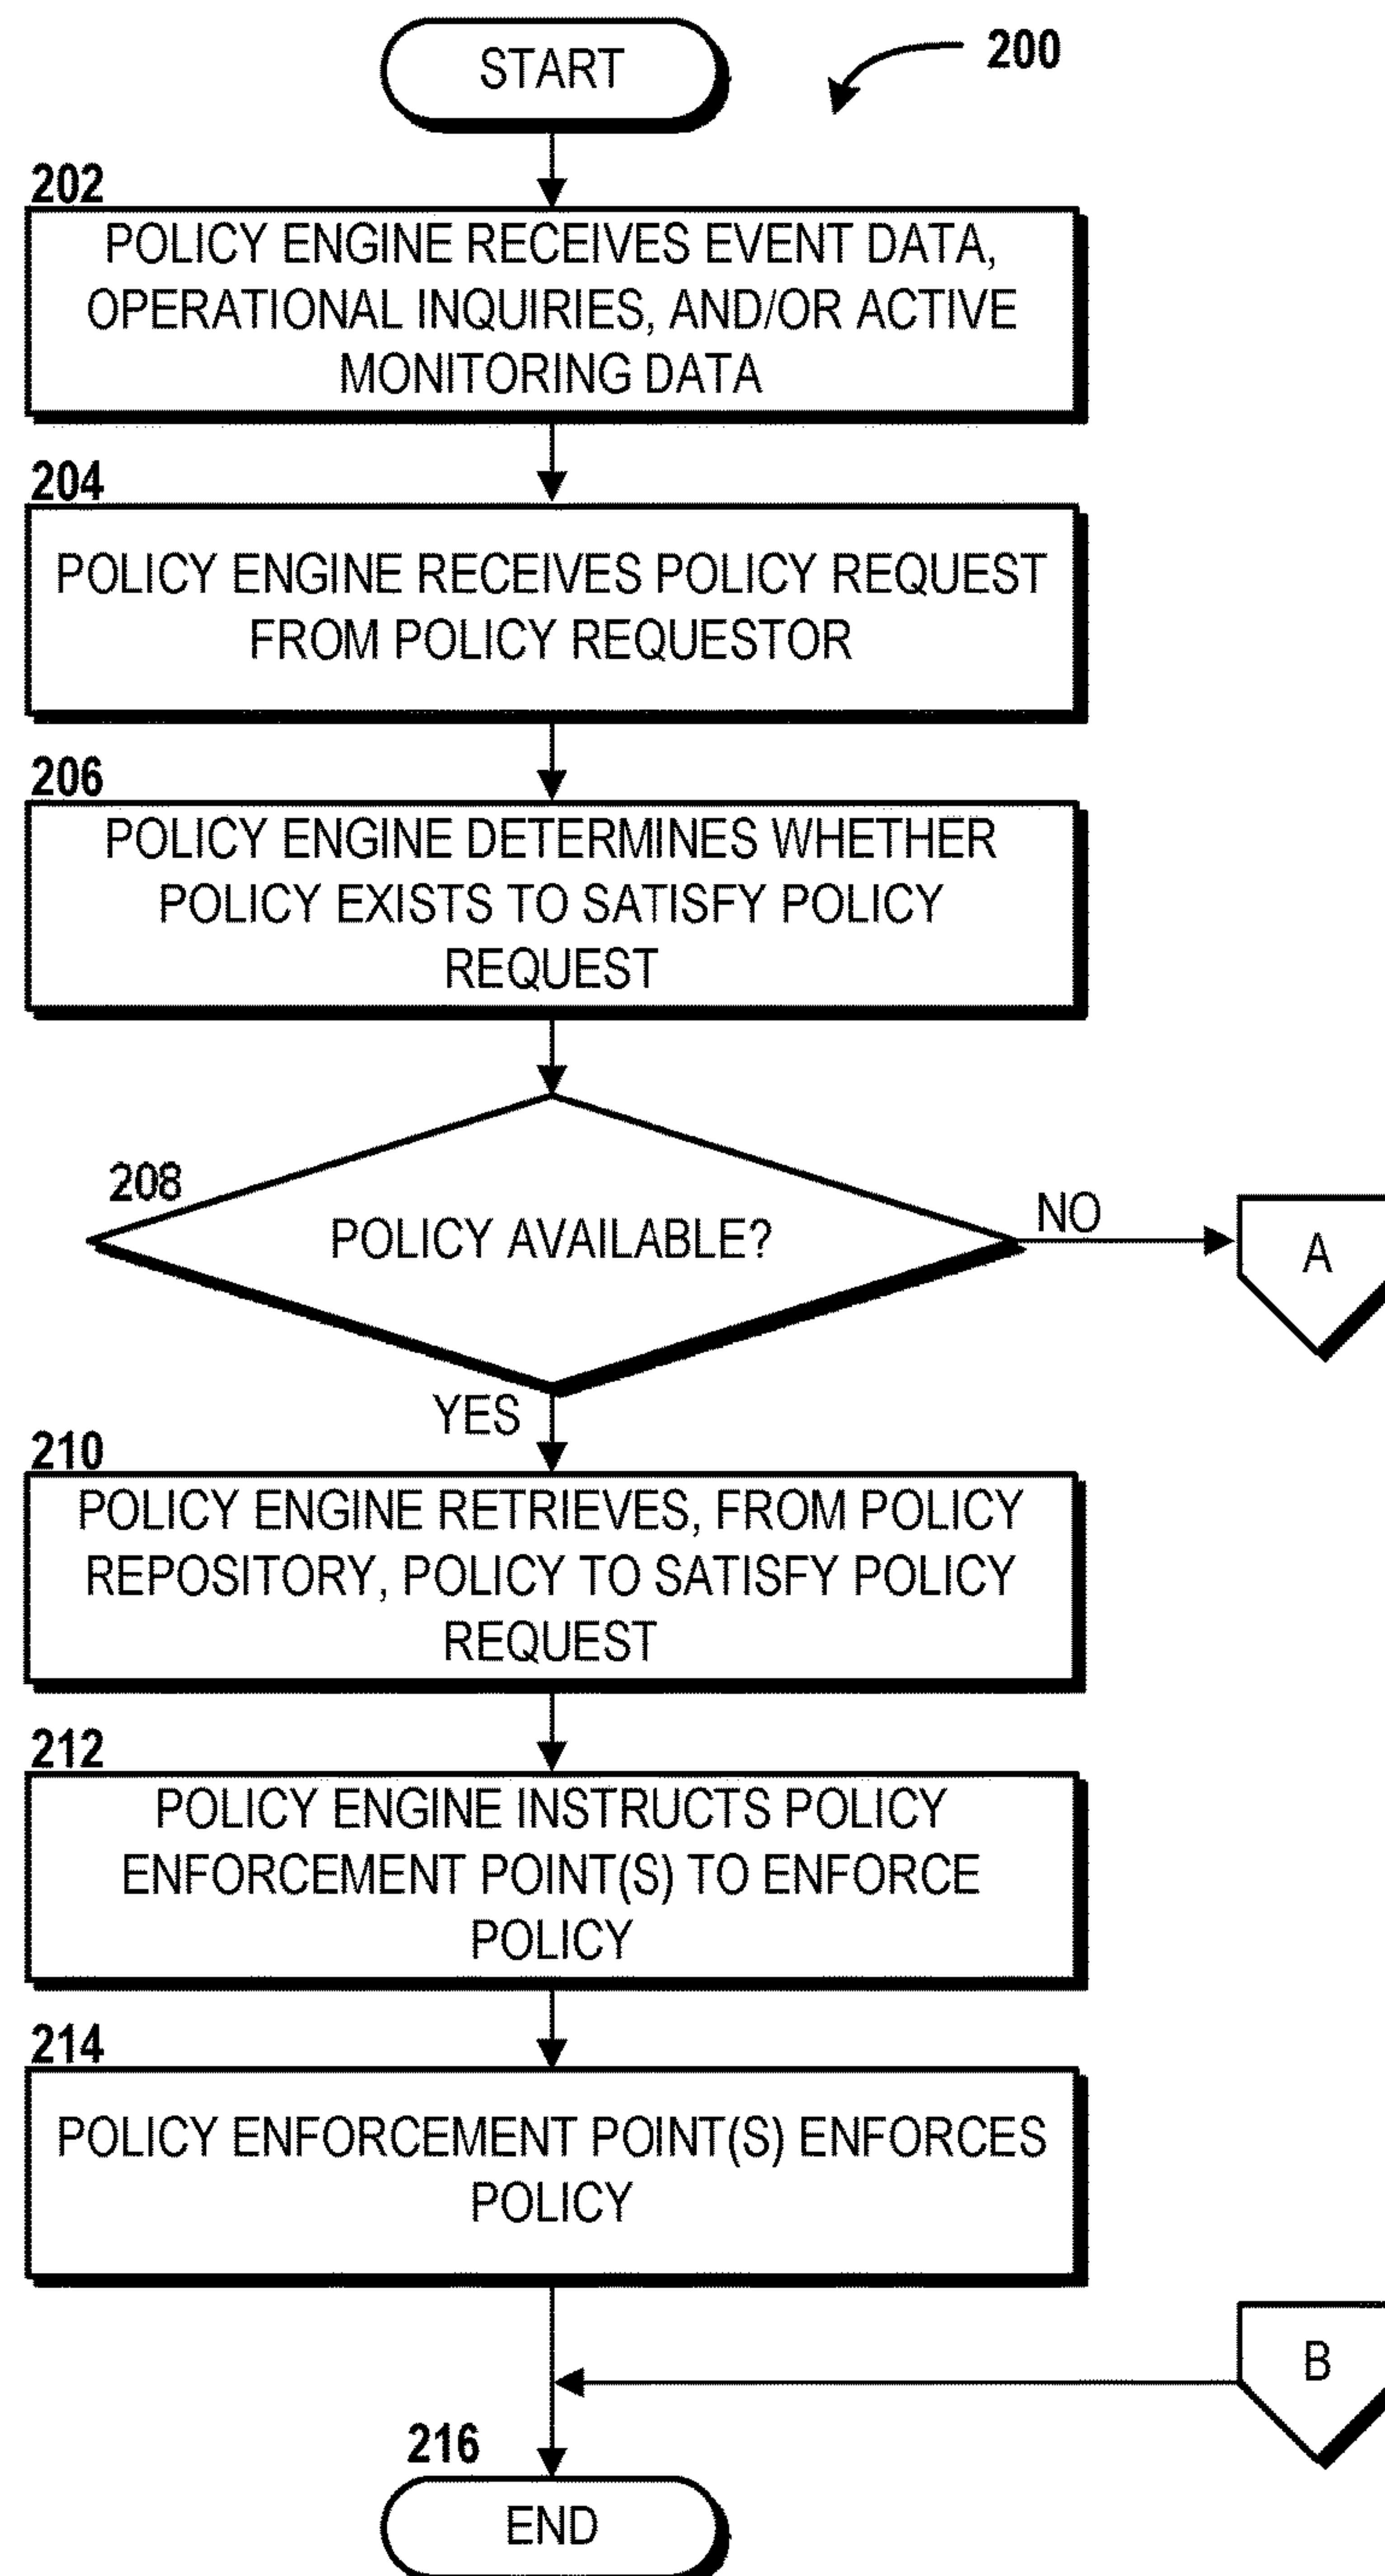 START
200
202
POLICY ENGINE RECEIVES EVENT DATA,
OPERATIONAL INQUIRIES, AND/OR ACTIVE
MONITORING DATA
204
POLICY ENGINE RECEIVES POLICY REQUEST
FROM POLICY REQUESTOR
206
POLICY ENGINE DETERMINES WHETHER
POLICY EXISTS TO SATISFY POLICY
REQUEST
208
POLICY AVAILABLE?
NO
A
YES
210
POLICY ENGINE RETRIEVES, FROM POLICY
REPOSITORY, POLICY TO SATISFY POLICY
REQUEST
212
POLICY ENGINE INSTRUCTS POLICY
ENFORCEMENT POINT(S) TO ENFORCE
POLICY
214
POLICY ENFORCEMENT POINT(S) ENFORCES
POLICY
B
216
END